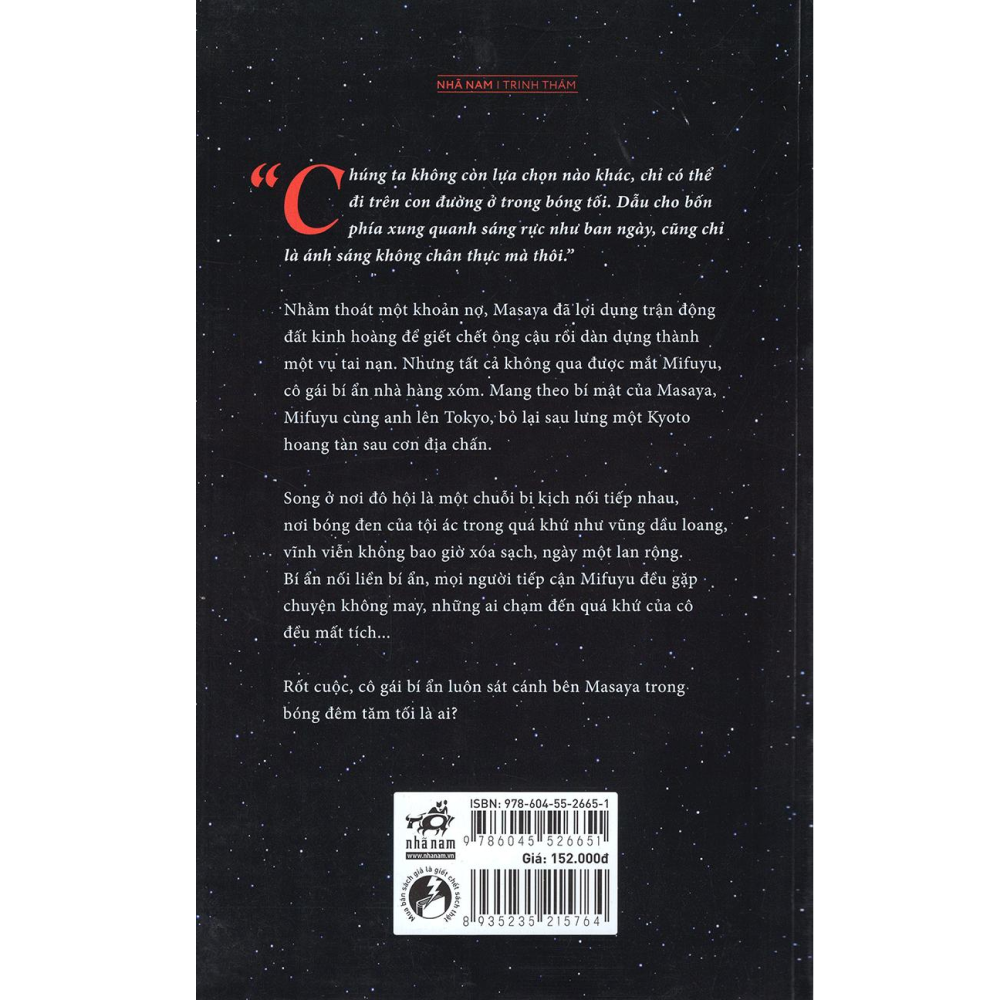 NHÃ NAM | TRINH THÁM
“Chúng ta không còn lựa chọn nào khác, chỉ có thể
đi trên con đường ở trong bóng tối. Dẫu cho bốn
phía xung quanh sáng rực như ban ngày, cũng chỉ
là ánh sáng không chân thực mà thôi.”
Nhằm thoát một khoản nợ, Masaya đã lợi dụng trận động
đất kinh hoàng để giết chết ông cậu rồi dàn dựng thành
một vụ tai nạn. Nhưng tất cả không qua được mắt Mifuyu,
cô gái bí ẩn nhà hàng xóm. Mang theo bí mật của Masaya,
Mifuyu cùng anh lên Tokyo, bỏ lại sau lưng một Kyoto
hoang tàn sau cơn địa chấn.
Song ở nơi đô hội là một chuỗi bi kịch nối tiếp nhau,
nơi bóng đen của tội ác trong quá khứ như vũng dầu loang,
vĩnh viễn không bao giờ xóa sạch, ngày một lan rộng.
Bí ẩn nối liền bí ẩn, mọi người tiếp cận Mifuyu đều gặp
chuyện không may, những ai chạm đến quá khứ của cô
đều mất tích...
Rốt cuộc, cô gái bí ẩn luôn sát cánh bên Masaya trong
bóng đêm tăm tối là ai?
ISBN: 978-604-55-2665-1
9 786045 526651
Giá: 152.000đ
8 935235 215764
nhã nam
www.nhanam.vn
Mua bán sách giả là giết chết sách thật